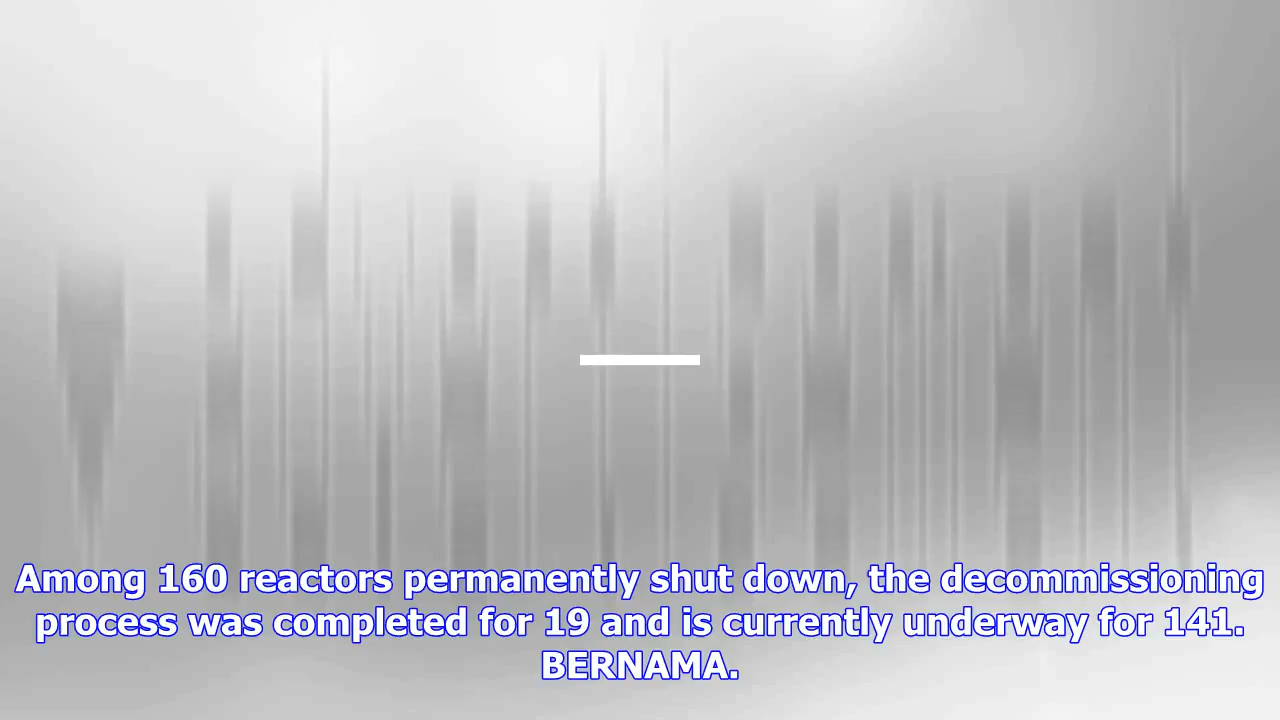 Among 160 reactors permanently shut down, the decommissioning
process was completed for 19 and is currently underway for 141.
BERNAMA.